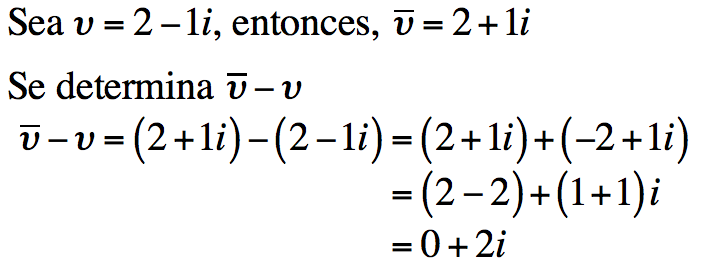 Sea υ = 2 − 1i, entonces, υ̅ = 2 + 1i
Se determina υ̅ − υ
υ̅ − υ = (2 + 1i) − (2 − 1i) = (2 + 1i) + (−2 + 1i)
= (2 − 2) + (1 + 1)i
= 0 + 2i